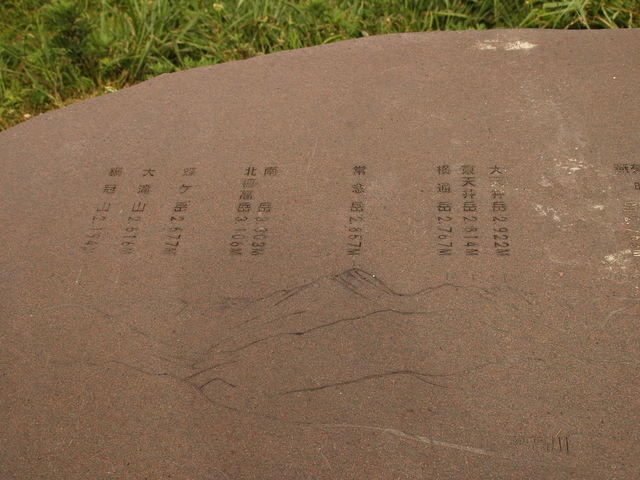 鍋冠山 2,194M
大滝山 2,616M
蝶ケ岳 2,677M
北穂高岳 3,106M
南岳 3,303M
常念岳 2,857M
横通岳 2,767M
東天井岳 2,814M
大天井岳 2,922M